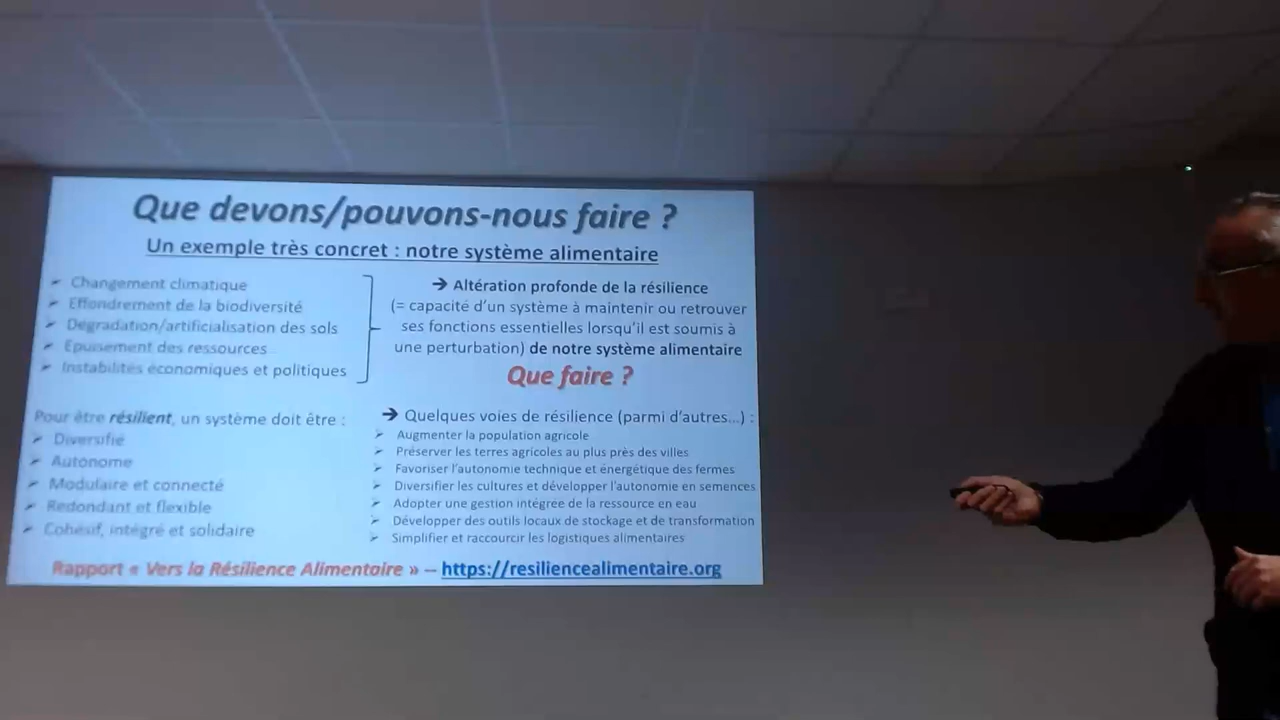 Que devons/pouvons-nous faire ?
Un exemple très concret : notre système alimentaire
➢ Changement climatique
➢ Effondrement de la biodiversité
➢ Dégradation/artificialisation des sols
➢ Epuisement des ressources
➢ Instabilités économiques et politiques
➔ Altération profonde de la résilience
(= capacité d'un système à maintenir ou retrouver
ses fonctions essentielles lorsqu'il est soumis à
une perturbation) de notre système alimentaire
Que faire ?
Pour être résilient, un système doit être :
➢ Diversifié
➢ Autonome
➢ Modulaire et connecté
➢ Redondant et flexible
➢ Cohésif, intégré et solidaire
➔ Quelques voies de résilience (parmi d'autres...) :
➢ Augmenter la population agricole
➢ Préserver les terres agricoles au plus près des villes
➢ Favoriser l'autonomie technique et énergétique des fermes
➢ Diversifier les cultures et développer l'autonomie en semences
➢ Adopter une gestion intégrée de la ressource en eau
➢ Développer des outils locaux de stockage et de transformation
➢ Simplifier et raccourcir les logistiques alimentaires
Rapport « Vers la Résilience Alimentaire » – https://resiliencealimentaire.org